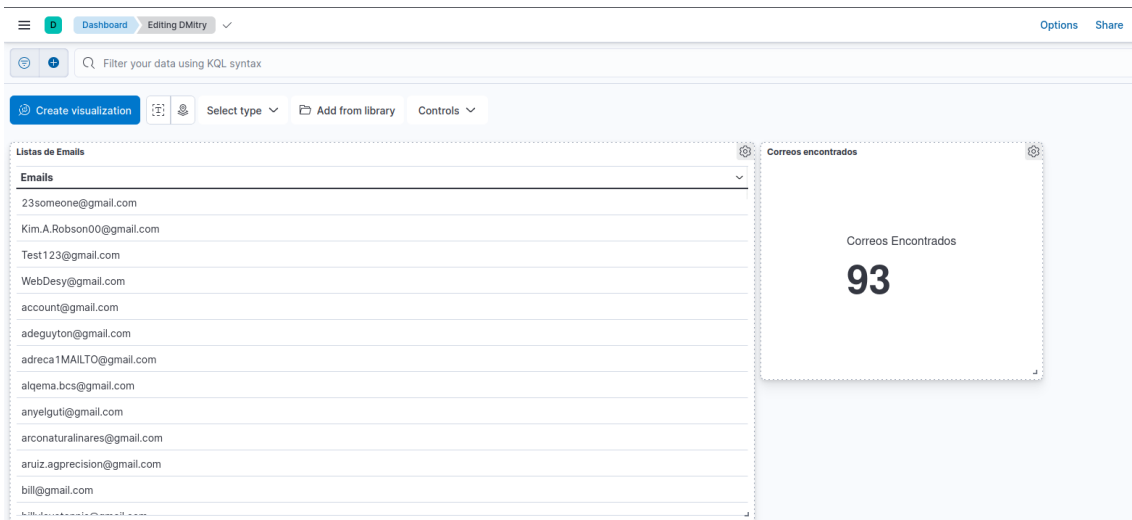 D Dashboard Editing DMitry Options Share
Filter your data using KQL syntax
Create visualization Select type Add from library Controls
Listas de Emails
Emails
23someone@gmail.com
Kim.A.Robson00@gmail.com
Test123@gmail.com
WebDesy@gmail.com
account@gmail.com
adeguyton@gmail.com
adreca1MAILTO@gmail.com
alqema.bcs@gmail.com
anyelguti@gmail.com
arconaturalinares@gmail.com
aruiz.agprecision@gmail.com
bill@gmail.com
Correos encontrados
Correos Encontrados
93